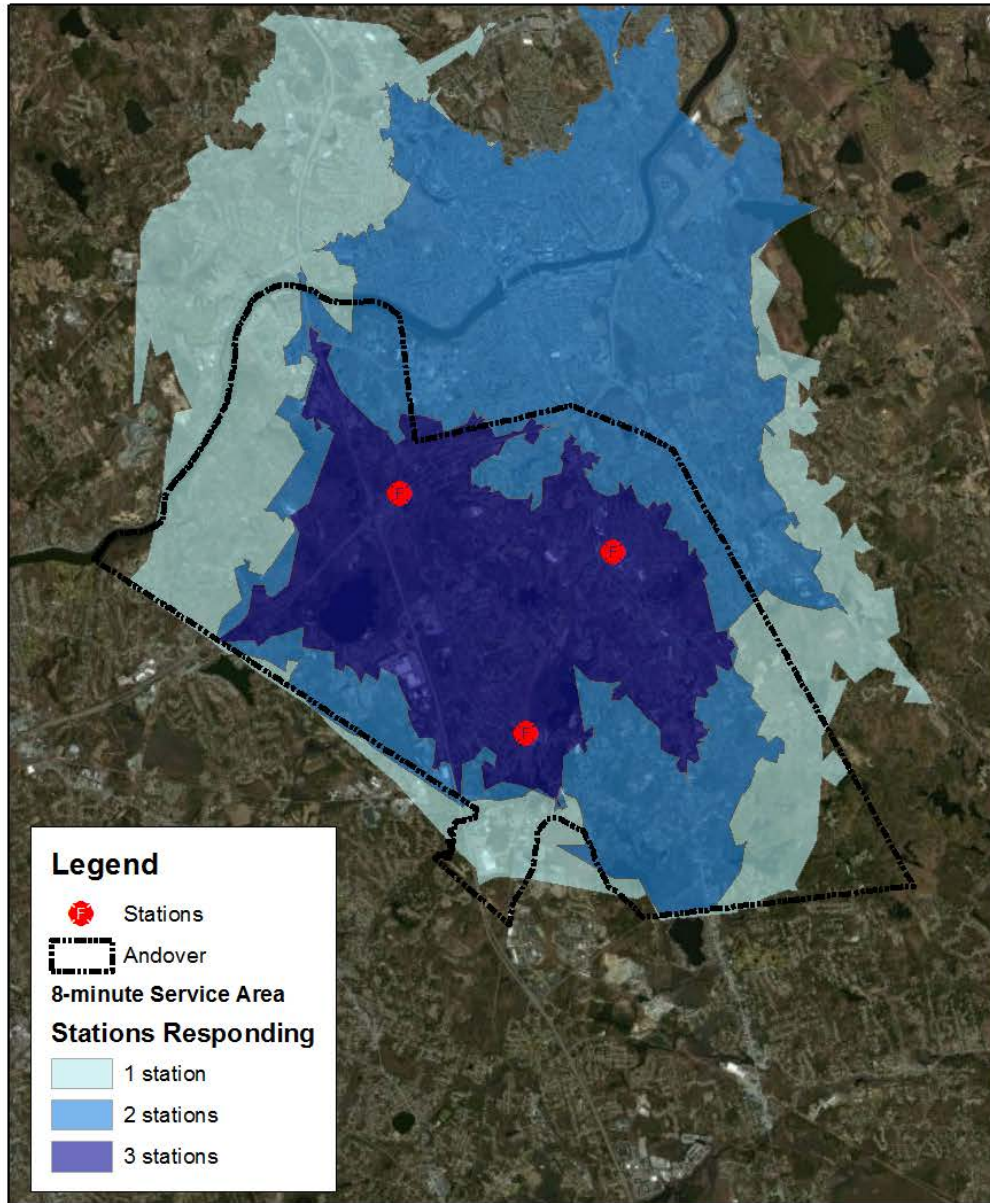 F
F
F
Legend
F Stations
Andover
8-minute Service Area
Stations Responding
1 station
2 stations
3 stations